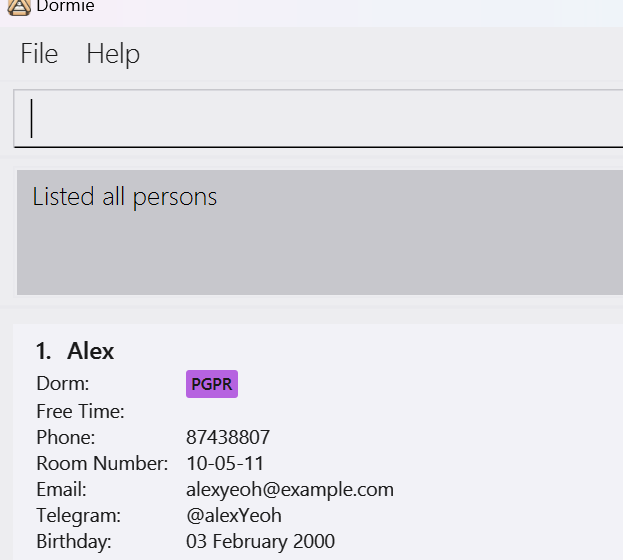 Dormie
File Help
Listed all persons
1. Alex
Dorm: PGPR
Free Time:
Phone: 87438807
Room Number: 10-05-11
Email: alexyeoh@example.com
Telegram: @alexYeoh
Birthday: 03 February 2000